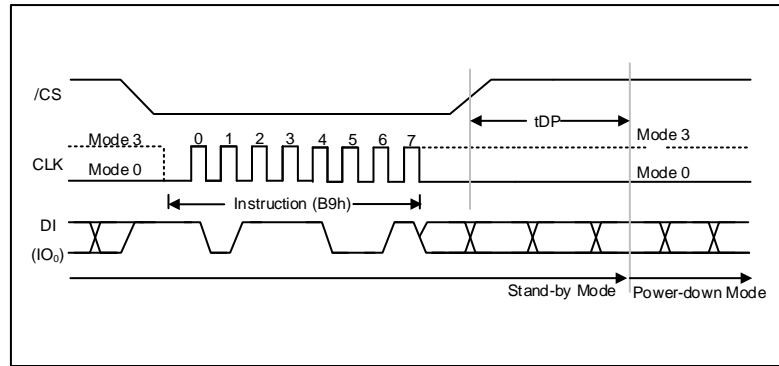 /CS
tDP
Mode 3
0 1 2 3 4 5 6 7
Mode 3
CLK
Mode 0
Mode 0
Instruction (B9h)
DI
(IO₀)
Stand-by Mode
Power-down Mode